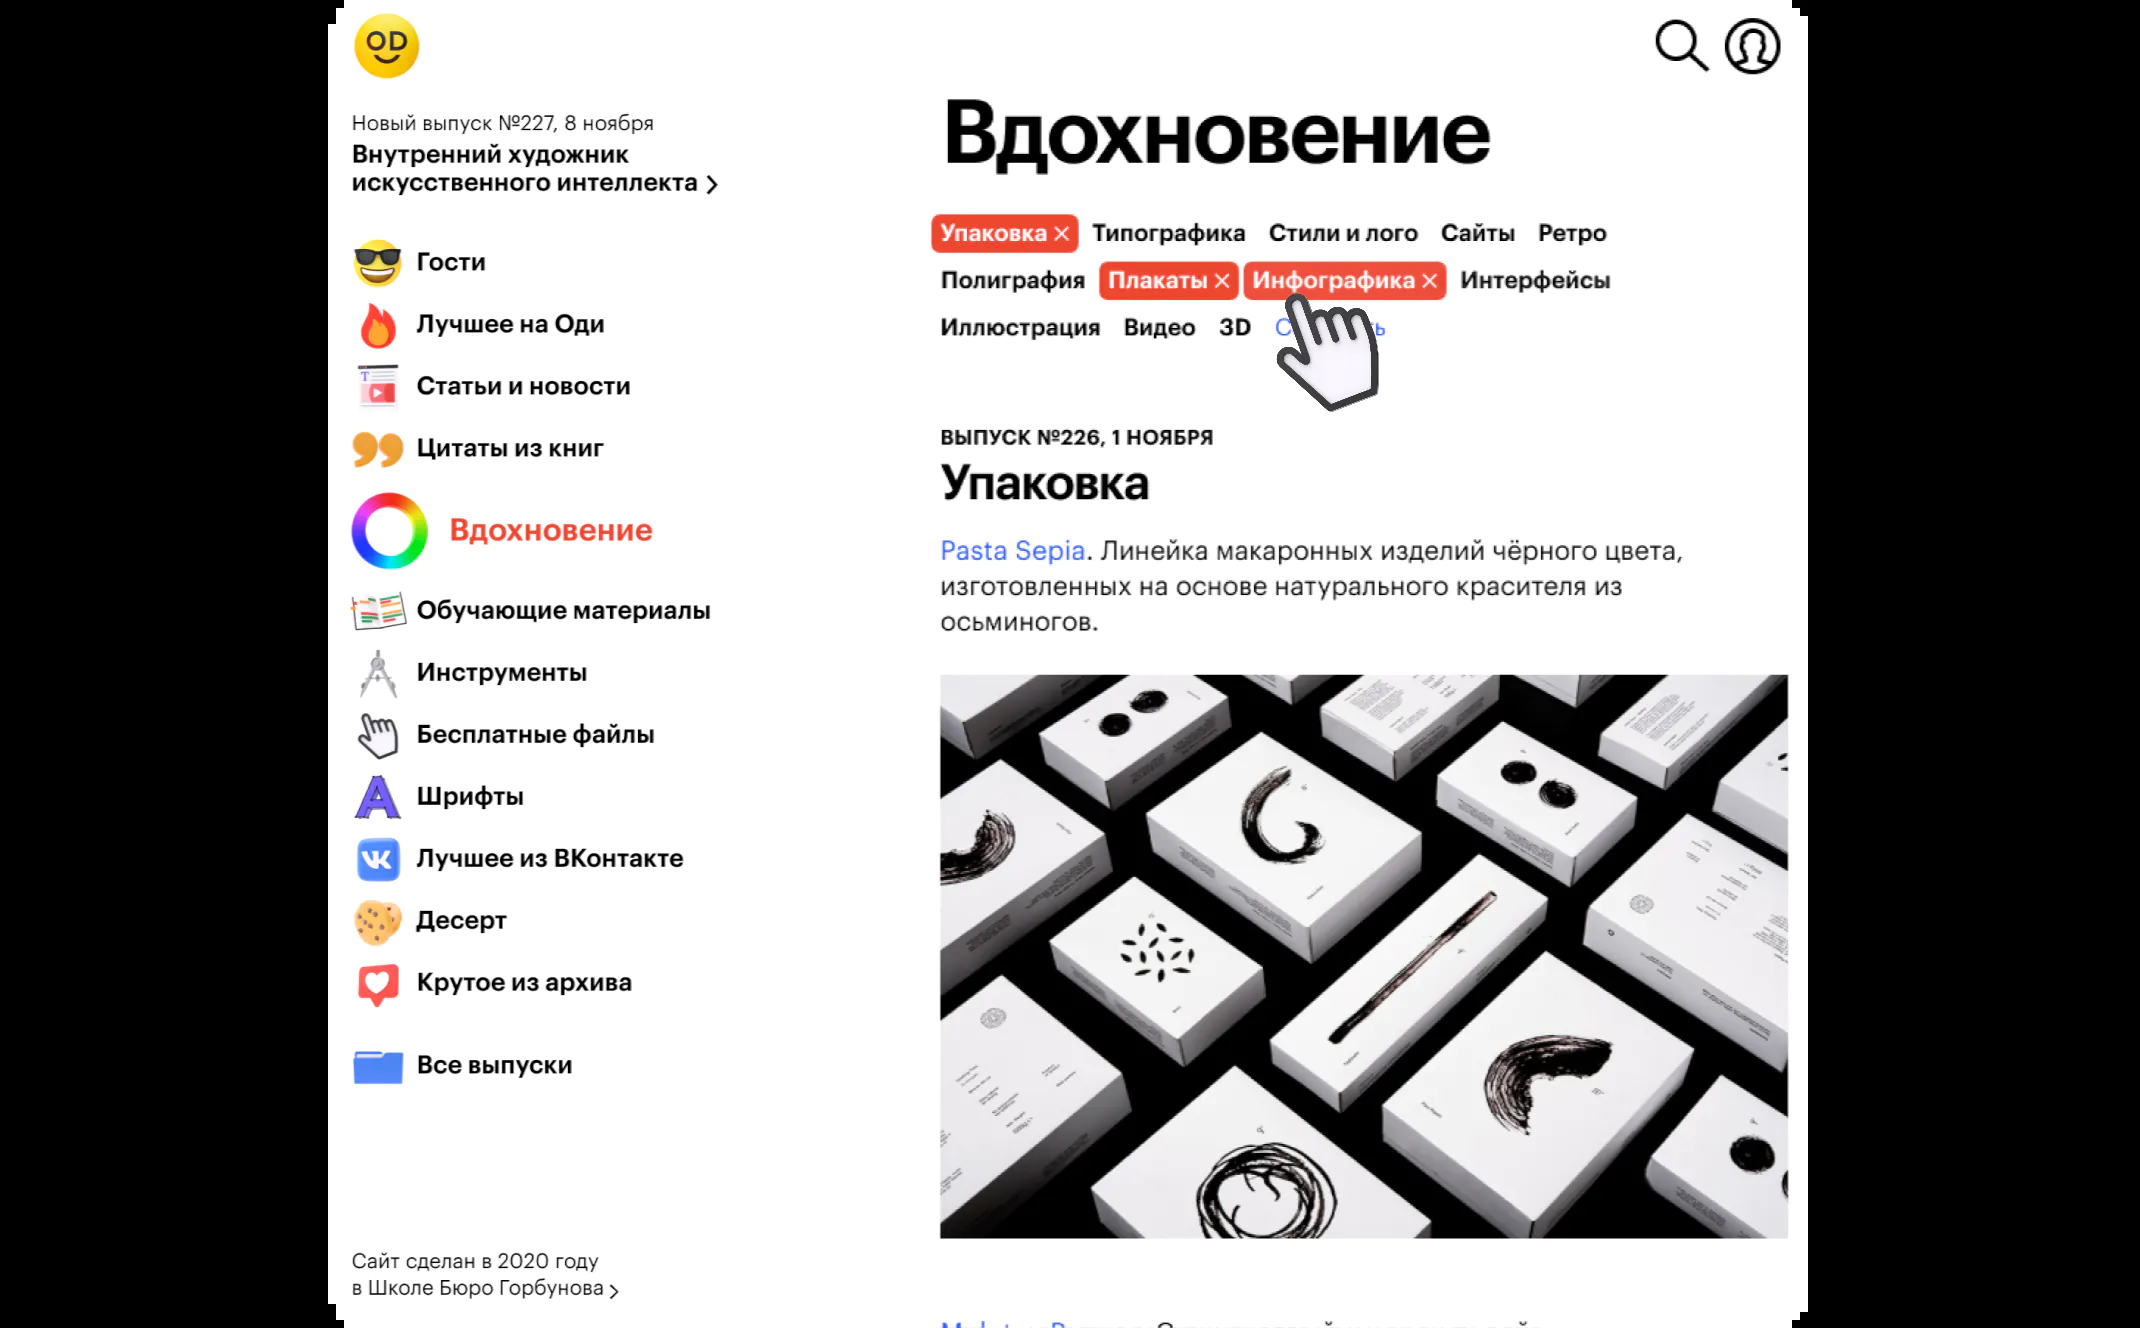 OD
Новый выпуск №227, 8 ноября
Внутренний художник
искусственного интеллекта
Гости
Лучшее на Оди
Статьи и новости
Цитаты из книг
Вдохновение
Обучающие материалы
Инструменты
Бесплатные файлы
Шрифты
Лучшее из ВКонтакте
Десерт
Крутое из архива
Все выпуски
Сайт сделан в 2020 году
в Школе Бюро Горбунова
Вдохновение
Упаковка × Типографика Стили и лого Сайты Ретро
Полиграфия Плакаты × Инфографика × Интерфейсы
Иллюстрация Видео 3D
ВЫПУСК №226, 1 НОЯБРЯ
Упаковка
Pasta Sepia. Линейка макаронных изделий чёрного цвета,
изготовленных на основе натурального красителя из
осьминогов.